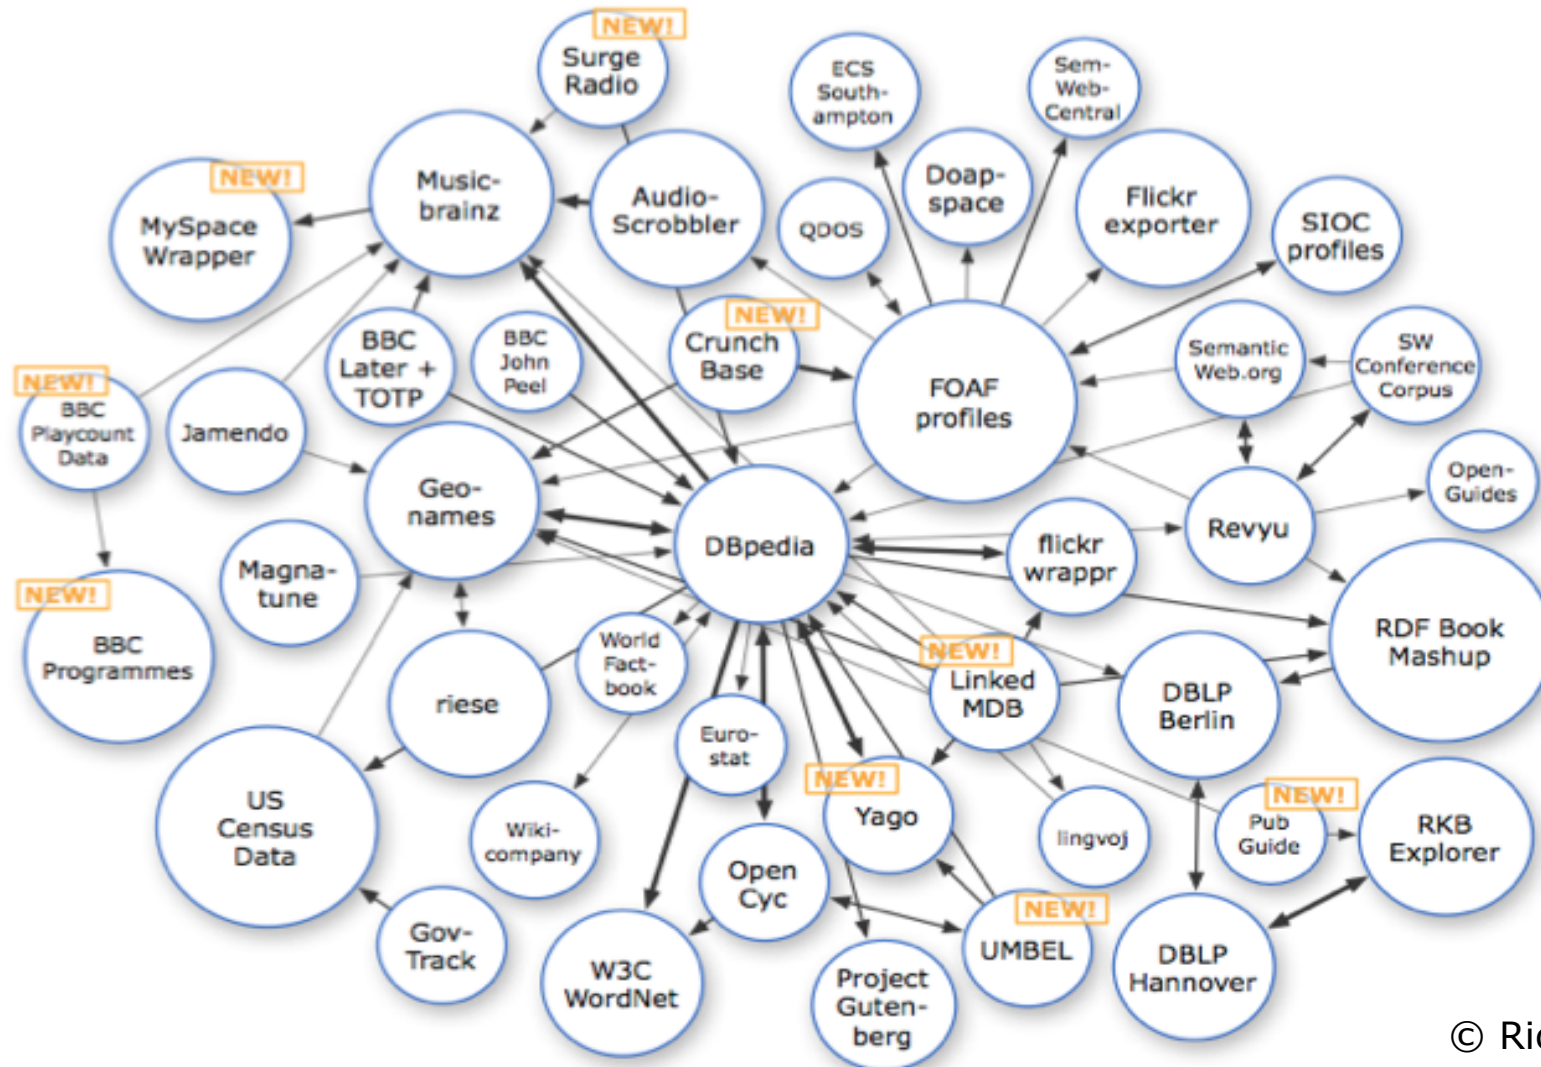 NEW!
Surge
Radio
ECS
South-
ampton
Sem-
Web-
Central
NEW!
MySpace
Wrapper
Music-
brainz
Audio-
Scrobbler
QDOS
Doap-
space
Flickr
exporter
SIOC
profiles
NEW!
BBC
Playcount
Data
Jamendo
BBC
Later +
TOTP
BBC
John
Peel
NEW!
Crunch
Base
FOAF
profiles
Semantic
Web.org
SW
Conference
Corpus
Open-
Guides
Geo-
names
DBpedia
flickr
wrappr
Revyu
Magna-
tune
NEW!
BBC
Programmes
riese
World
Fact-
book
NEW!
Linked
MDB
DBLP
Berlin
RDF Book
Mashup
US
Census
Data
Euro-
stat
Wiki-
company
NEW!
Yago
lingvoj
NEW!
Pub
Guide
RKB
Explorer
Open
Cyc
Gov-
Track
W3C
WordNet
Project
Guten-
berg
NEW!
UMBEL
DBLP
Hannover
©